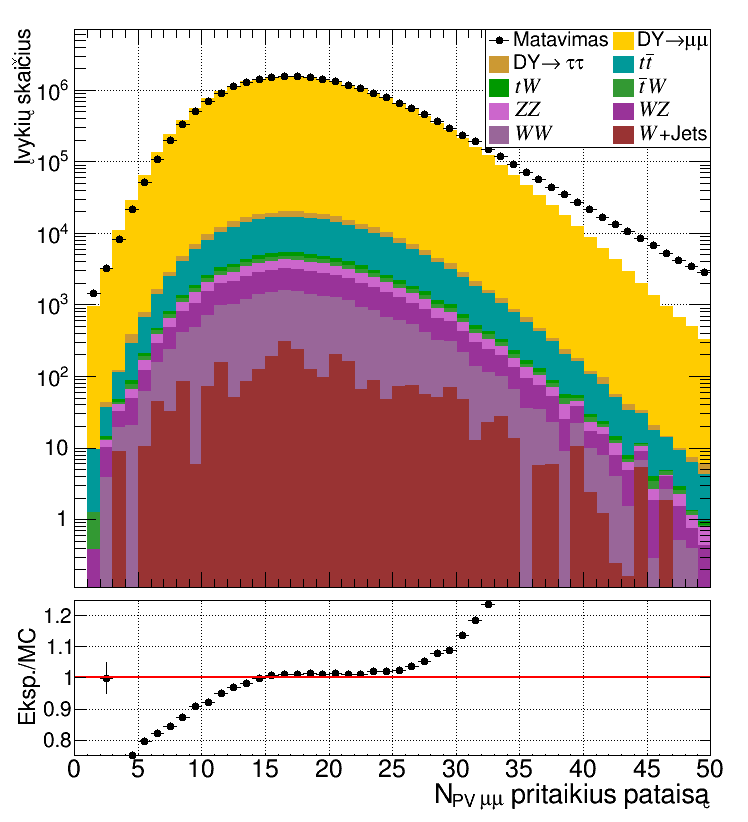 Įvykių skaičius
10⁶
10⁵
10⁴
10³
10²
10
1
Matavimas DY→μμ
DY→ ττ tt̄
tW t̄W
ZZ WZ
WW W+Jets
Eksp./MC
1.2
1.1
1
0.9
0.8
0 5 10 15 20 25 30 35 40 45 50
N_PV μμ pritaikius pataisą